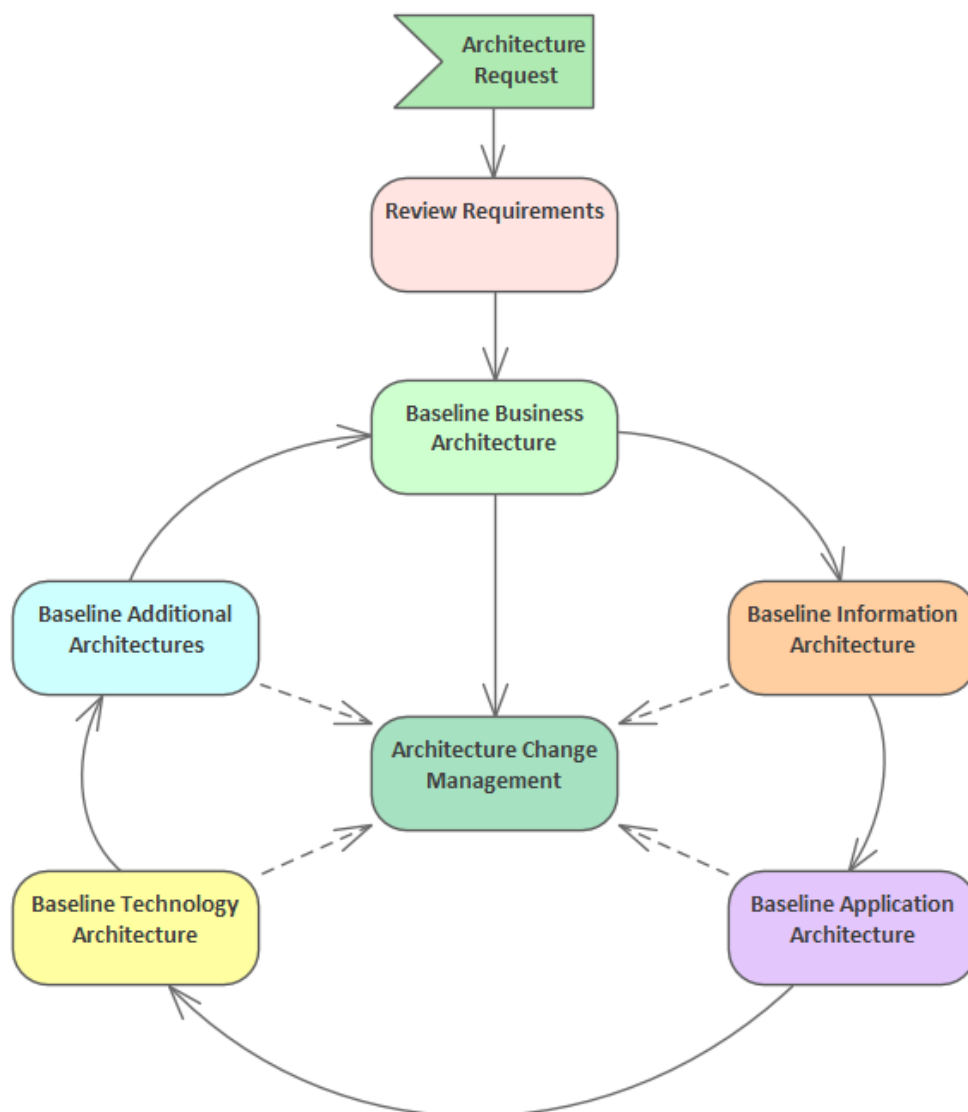 Architecture
Request
Review Requirements
Baseline Business
Architecture
Baseline Additional
Architectures
Baseline Information
Architecture
Architecture Change
Management
Baseline Technology
Architecture
Baseline Application
Architecture